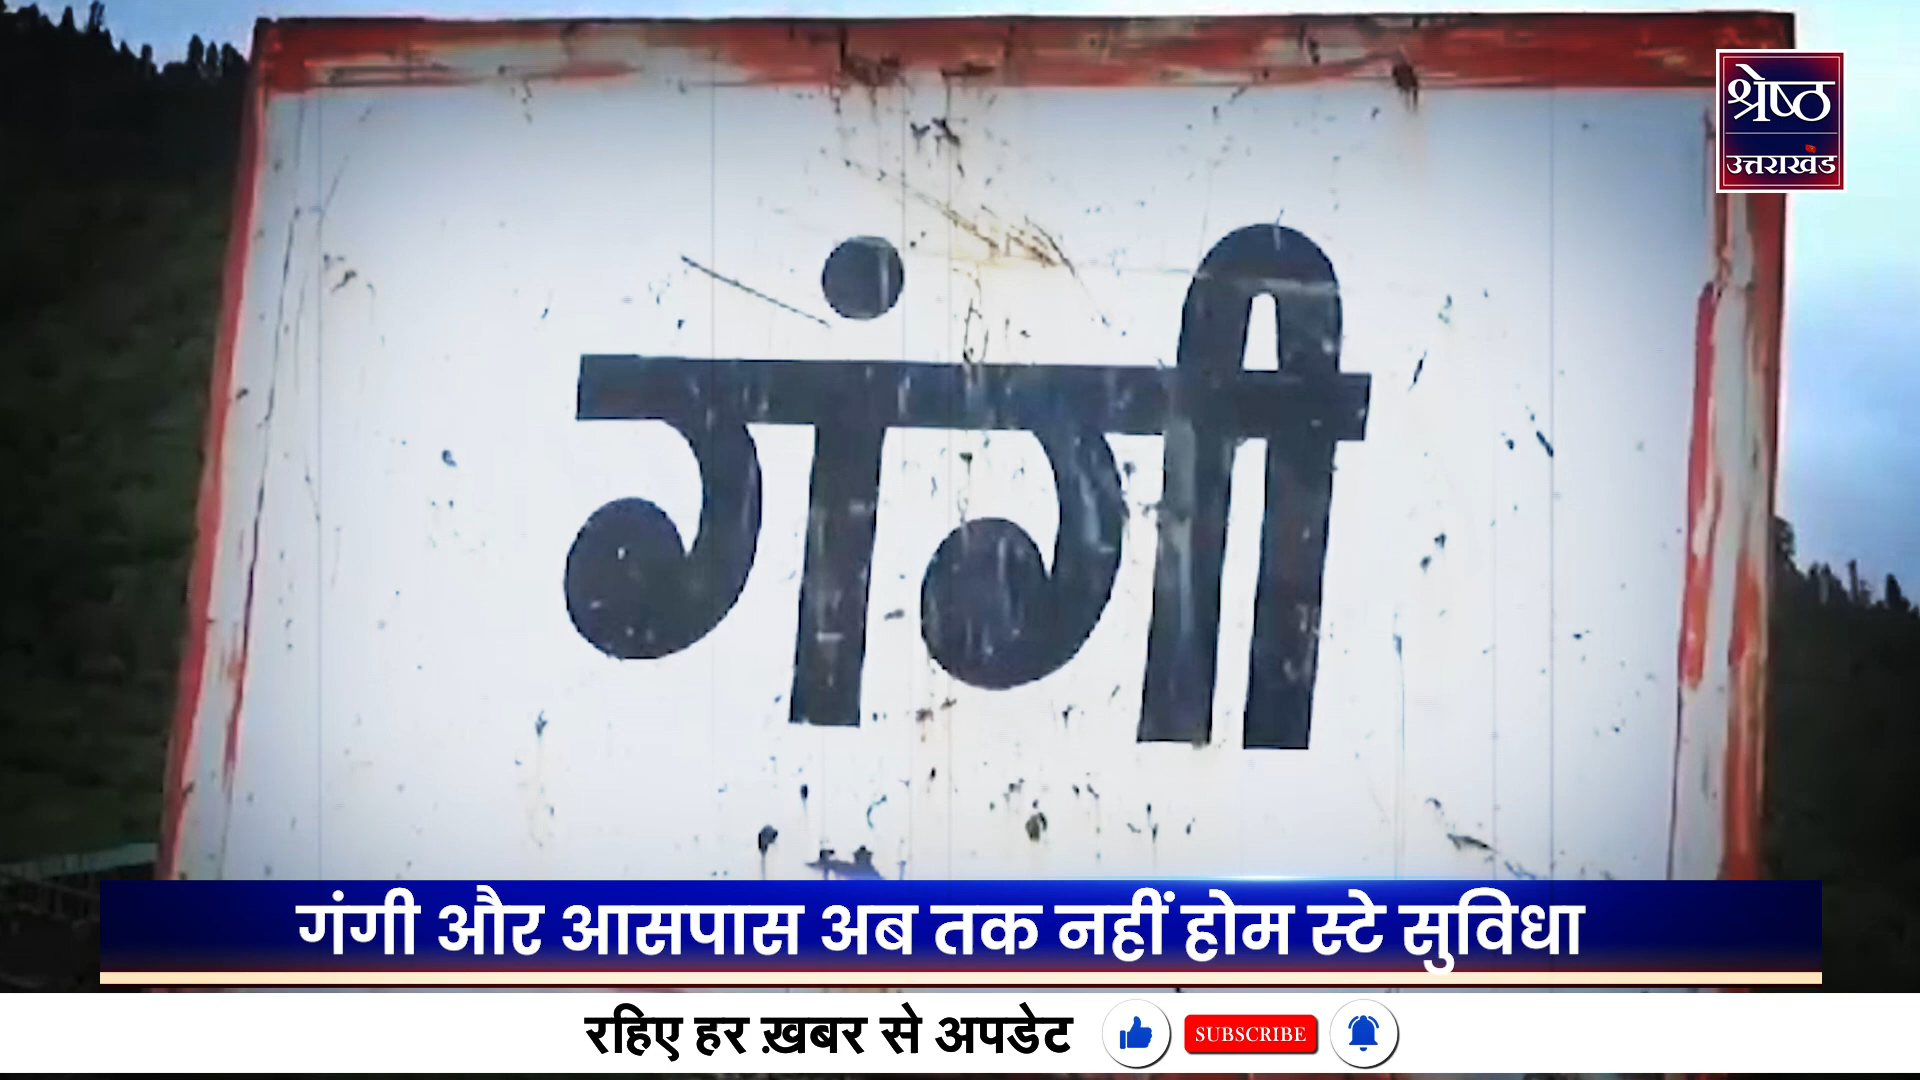 श्रेष्ठ
उत्तराखंड
गंगी
गंगी और आसपास अब तक नहीं होम स्टे सुविधा
रहिए हर ख़बर से अपडेट SUBSCRIBE